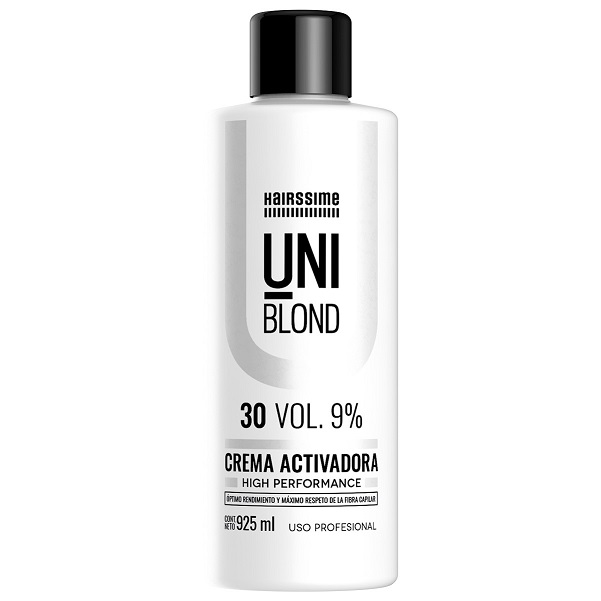 HAIRSSIME
UNI
BLOND
30 VOL. 9%
CREMA ACTIVADORA
HIGH PERFORMANCE
ÓPTIMO RENDIMIENTO Y MÁXIMO RESPETO DE LA FIBRA CAPILAR
CONT. NETO 925 ml USO PROFESIONAL